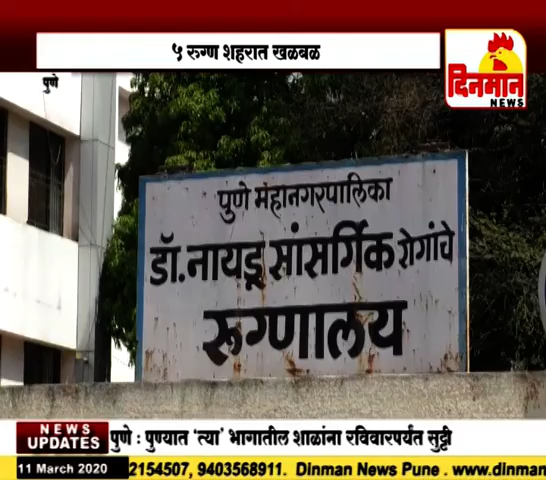 ५ रुग्ण शहरात खळबळ
दिनमान
NEWS
पुणे
पुणे महानगरपालिका
डॉ. नायडू सांसर्गिक रोगांचे
रुग्णालय
NEWS
UPDATES
पुणे : पुण्यात 'त्या' भागातील शाळांना रविवारपर्यंत सुट्टी
11 March 2020
2154507, 9403568911. Dinman News Pune . www.dinman